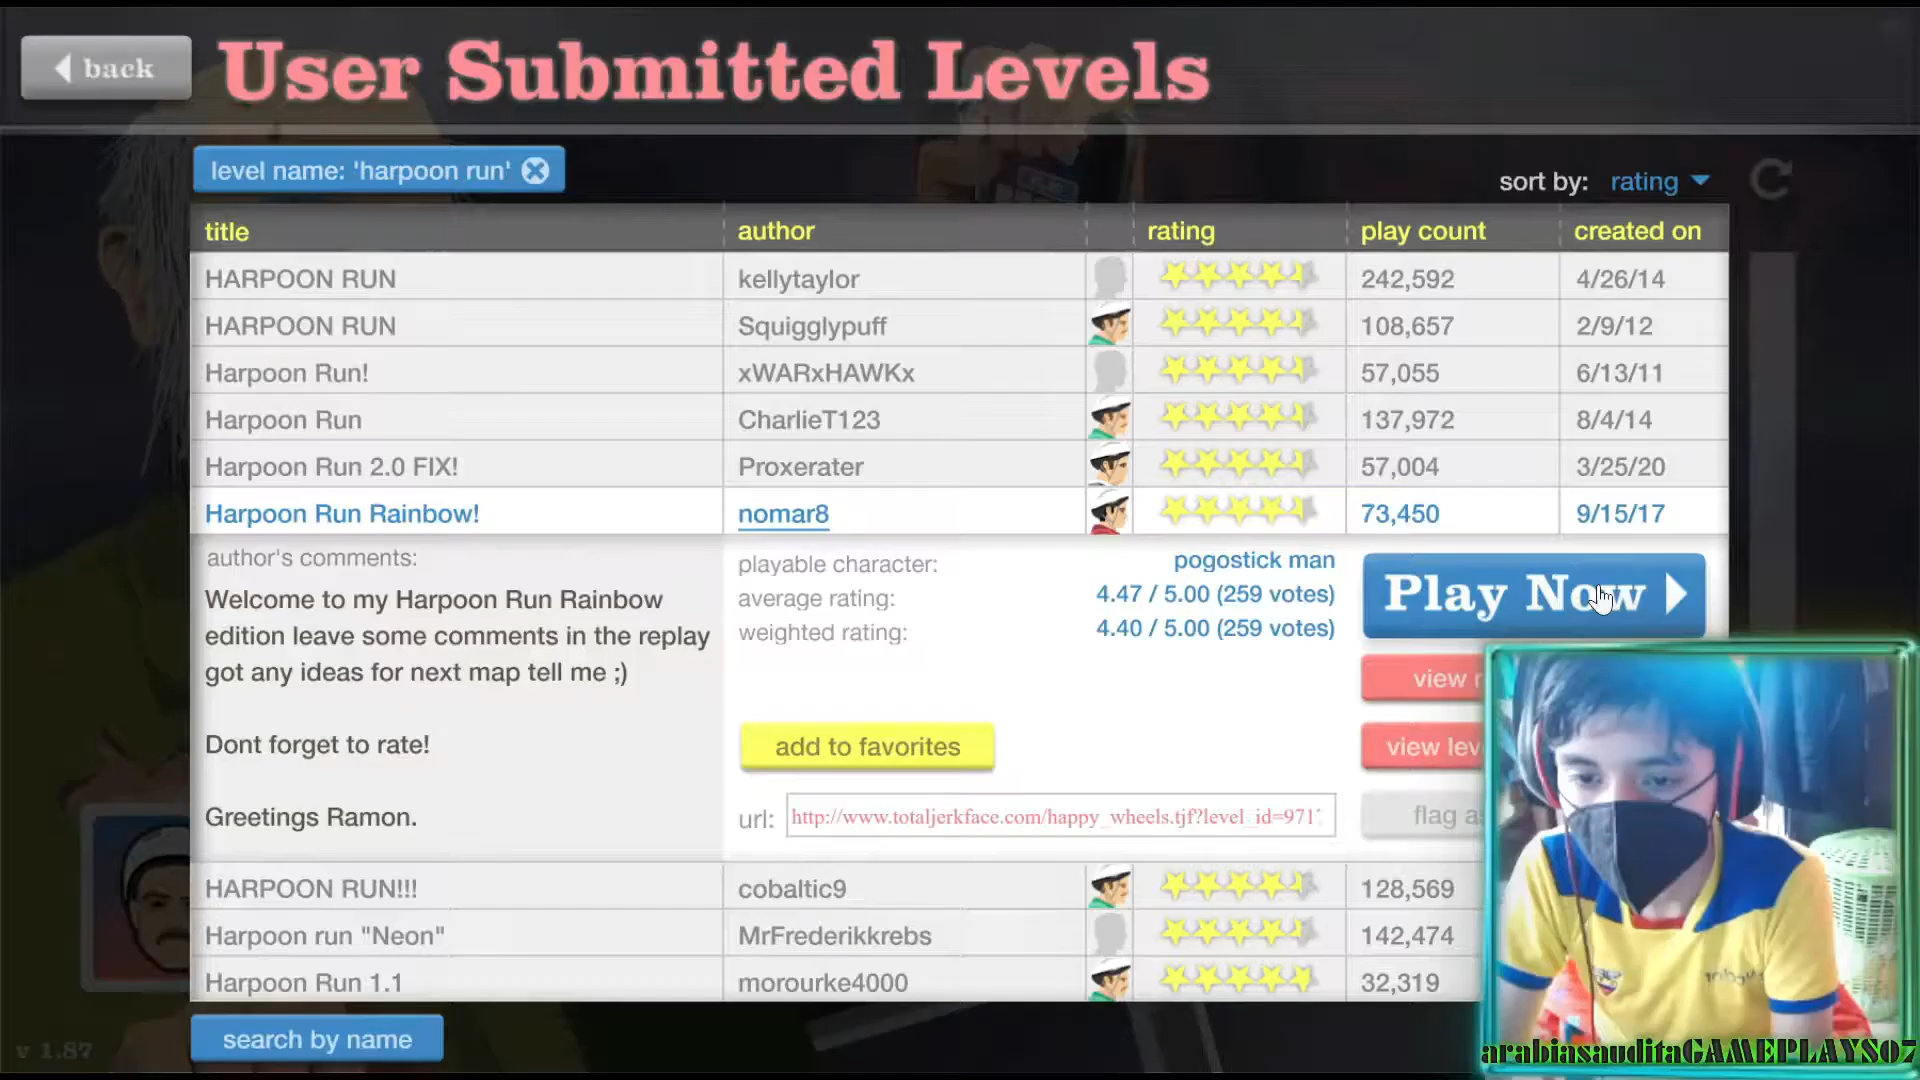 back
User Submitted Levels
level name: 'harpoon run'
sort by: rating
title author rating play count created on
HARPOON RUN kellytaylor 242,592 4/26/14
HARPOON RUN Squigglypuff 108,657 2/9/12
Harpoon Run! xWARxHAWKx 57,055 6/13/11
Harpoon Run CharlieT123 137,972 8/4/14
Harpoon Run 2.0 FIX! Proxerater 57,004 3/25/20
Harpoon Run Rainbow! nomar8 73,450 9/15/17
author's comments:
Welcome to my Harpoon Run Rainbow
edition leave some comments in the replay
got any ideas for next map tell me ;)
Dont forget to rate!
Greetings Ramon.
playable character: pogostick man
average rating: 4.47 / 5.00 (259 votes)
weighted rating: 4.40 / 5.00 (259 votes)
add to favorites
url: http://www.totaljerkface.com/happy_wheels.tjf?level_id=971
Play Now
view
view lev
flag as
HARPOON RUN!!! cobaltic9 128,569
Harpoon run "Neon" MrFrederikkrebs 142,474
Harpoon Run 1.1 morourke4000 32,319
search by name
v 1.87
arabiasauditaGAMEPLAYS07